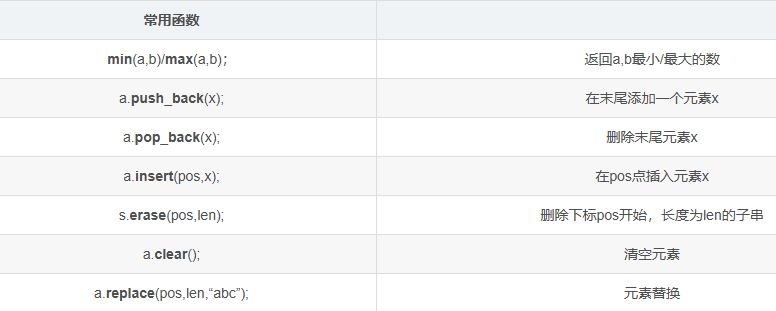 常用函数
min(a,b)/max(a,b)； 返回a,b最小/最大的数
a.push_back(x); 在末尾添加一个元素x
a.pop_back(x); 删除末尾元素x
a.insert(pos,x); 在pos点插入元素x
s.erase(pos,len); 删除下标pos开始，长度为len的子串
a.clear(); 清空元素
a.replace(pos,len,“abc”); 元素替换